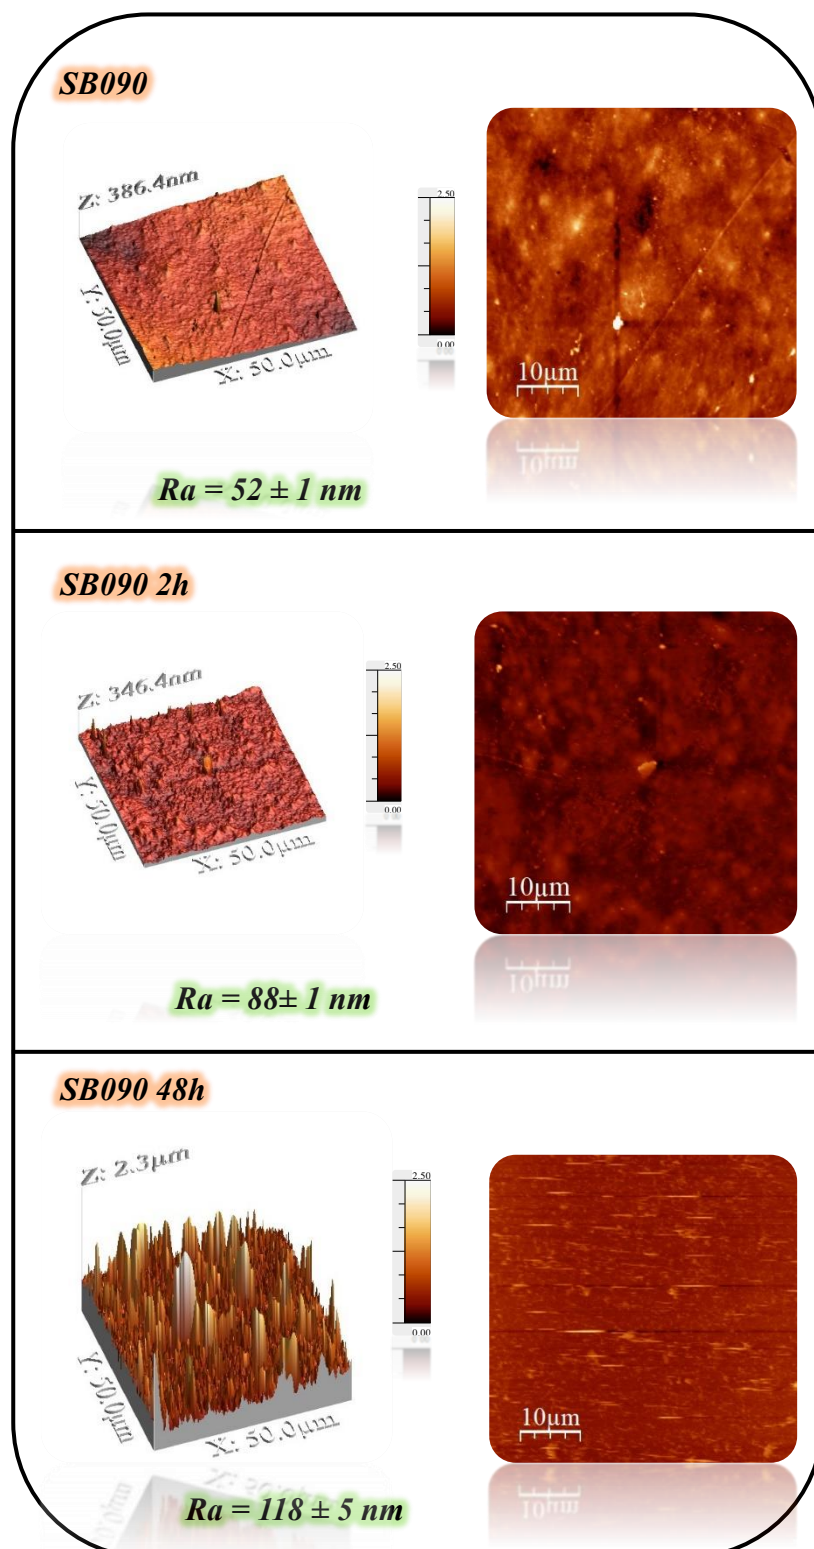 SB090
Z: 386.4nm
Y: 50.0µm
X: 50.0µm
2.50
0.00
10µm
Ra = 52 ± 1 nm
SB090 2h
Z: 346.4nm
Y: 50.0µm
X: 50.0µm
2.50
0.00
10µm
Ra = 88± 1 nm
SB090 48h
Z: 2.3µm
Y: 50.0µm
X: 50.0µm
2.50
0.00
10µm
Ra = 118 ± 5 nm